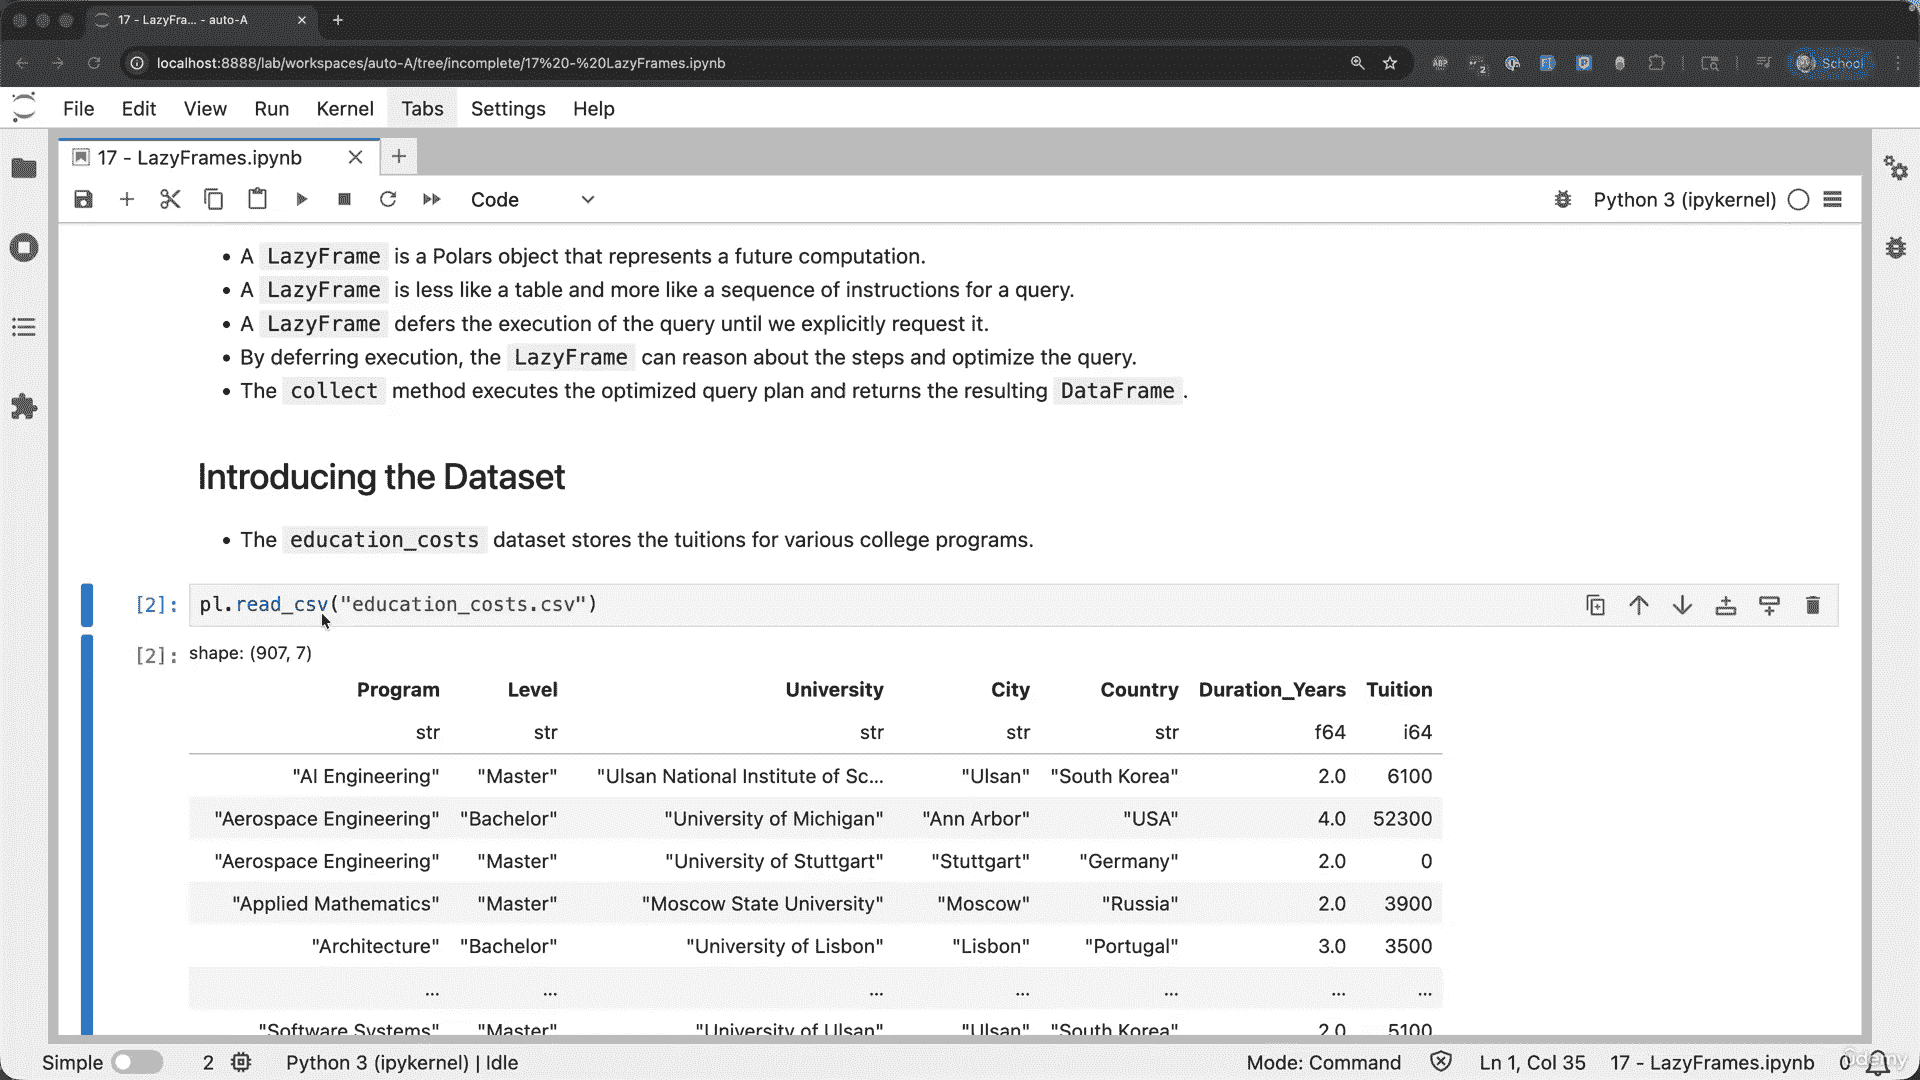 17 - LazyFra... - auto-A
localhost:8888/lab/workspaces/auto-A/tree/incomplete/17%20-%20LazyFrames.ipynb
ABP
2
School
File Edit View Run Kernel Tabs Settings Help
17 - LazyFrames.ipynb
Code
Python 3 (ipykernel)
• A LazyFrame is a Polars object that represents a future computation.
• A LazyFrame is less like a table and more like a sequence of instructions for a query.
• A LazyFrame defers the execution of the query until we explicitly request it.
• By deferring execution, the LazyFrame can reason about the steps and optimize the query.
• The collect method executes the optimized query plan and returns the resulting DataFrame .
Introducing the Dataset
• The education_costs dataset stores the tuitions for various college programs.
[2]: pl.read_csv("education_costs.csv")
[2]: shape: (907, 7)
Program Level University City Country Duration_Years Tuition
str str str str str f64 i64
"AI Engineering" "Master" "Ulsan National Institute of Sc... "Ulsan" "South Korea" 2.0 6100
"Aerospace Engineering" "Bachelor" "University of Michigan" "Ann Arbor" "USA" 4.0 52300
"Aerospace Engineering" "Master" "University of Stuttgart" "Stuttgart" "Germany" 2.0 0
"Applied Mathematics" "Master" "Moscow State University" "Moscow" "Russia" 2.0 3900
"Architecture" "Bachelor" "University of Lisbon" "Lisbon" "Portugal" 3.0 3500
... ... ... ... ... ... ...
"Software Systems" "Master" "University of Ulsan" "Ulsan" "South Korea" 2.0 5100
Simple 2 Python 3 (ipykernel) | Idle Mode: Command Ln 1, Col 35 17 - LazyFrames.ipynb 0
ûdemy